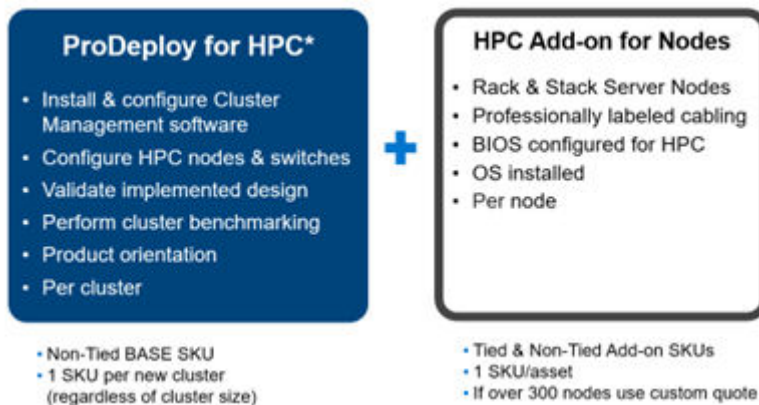 ProDeploy for HPC*
• Install & configure Cluster
Management software
• Configure HPC nodes & switches
• Validate implemented design
• Perform cluster benchmarking
• Product orientation
• Per cluster
• Non-Tied BASE SKU
• 1 SKU per new cluster
(regardless of cluster size)
+
HPC Add-on for Nodes
• Rack & Stack Server Nodes
• Professionally labeled cabling
• BIOS configured for HPC
• OS installed
• Per node
• Tied & Non-Tied Add-on SKUs
• 1 SKU/asset
• If over 300 nodes use custom quote